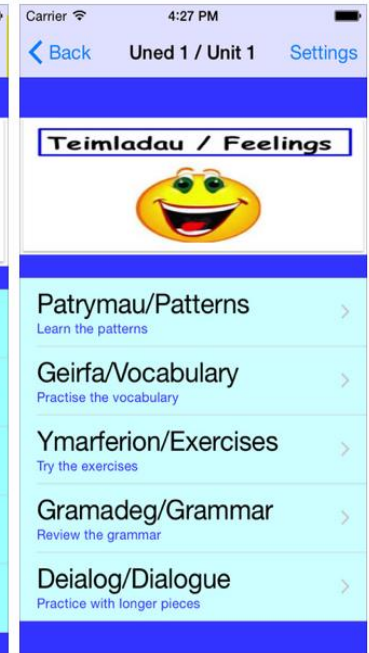 Carrier 4:27 PM
Back Uned 1 / Unit 1 Settings
Teimladau / Feelings
Patrymau/Patterns
Learn the patterns
Geirfa/Vocabulary
Practise the vocabulary
Ymarferion/Exercises
Try the exercises
Gramadeg/Grammar
Review the grammar
Deialog/Dialogue
Practice with longer pieces